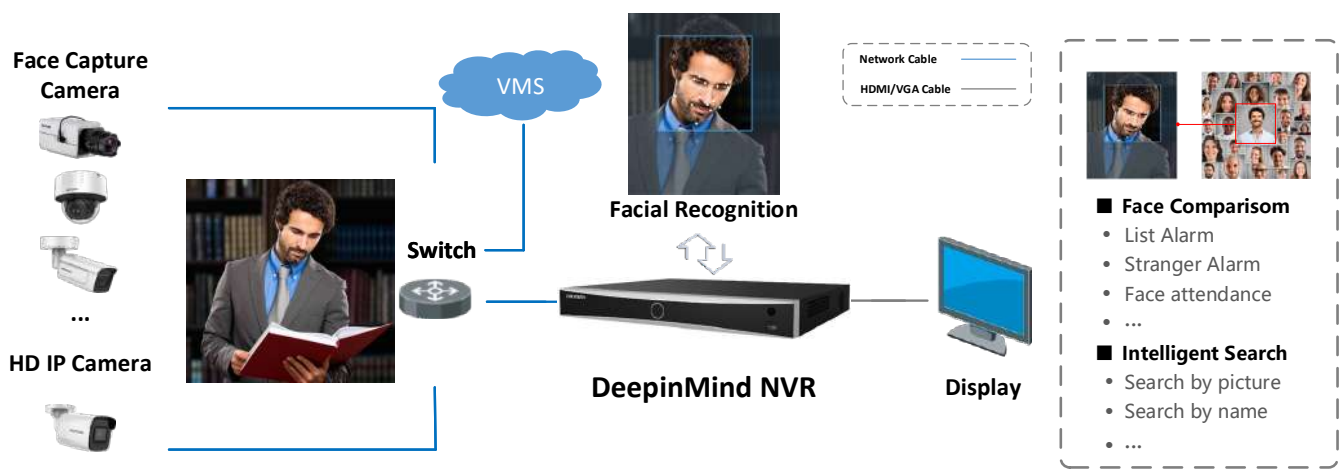 Face Capture
Camera
...
HD IP Camera
VMS
Switch
Facial Recognition
DeepinMind NVR
Display
Network Cable
HDMI/VGA Cable
■ Face Comparisom
• List Alarm
• Stranger Alarm
• Face attendance
• ...
■ Intelligent Search
• Search by picture
• Search by name
• ...